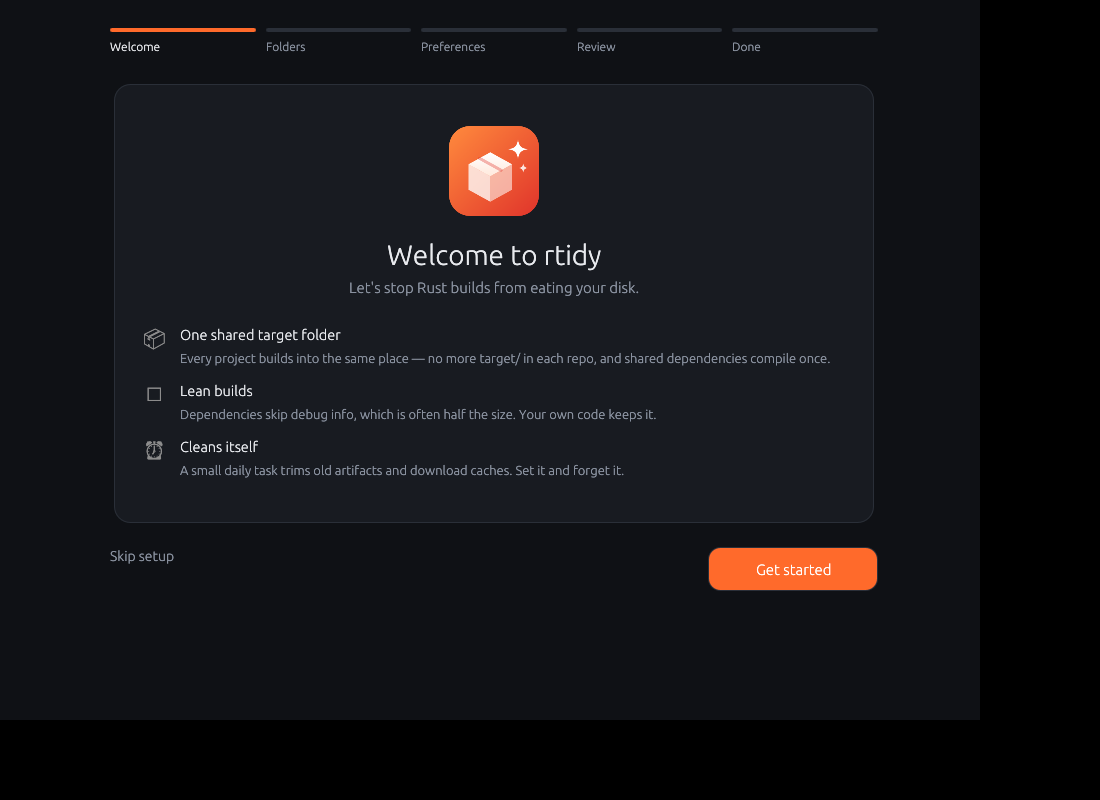 Welcome
Folders
Preferences
Review
Done
Welcome to rtidy
Let's stop Rust builds from eating your disk.
One shared target folder
Every project builds into the same place — no more target/ in each repo, and shared dependencies compile once.
Lean builds
Dependencies skip debug info, which is often half the size. Your own code keeps it.
Cleans itself
A small daily task trims old artifacts and download caches. Set it and forget it.
Skip setup
Get started